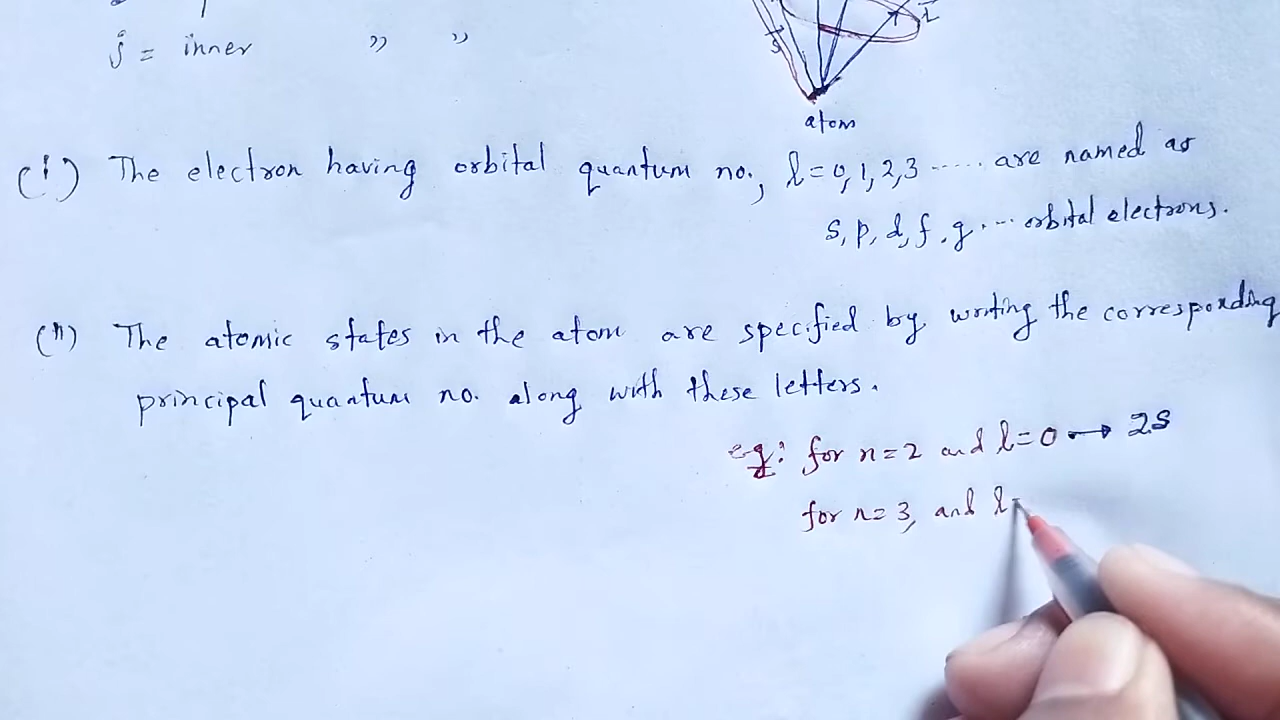 j = inner " "
S
L
atom
(i) The electron having orbital quantum no., l=0,1,2,3 ..... are named as
s, p, d, f, g .... orbital electrons.
(ii) The atomic states in the atom are specified by writing the corresponding
principal quantum no. along with these letters.
eg: for n=2 and l=0 → 2S
for n=3, and l=